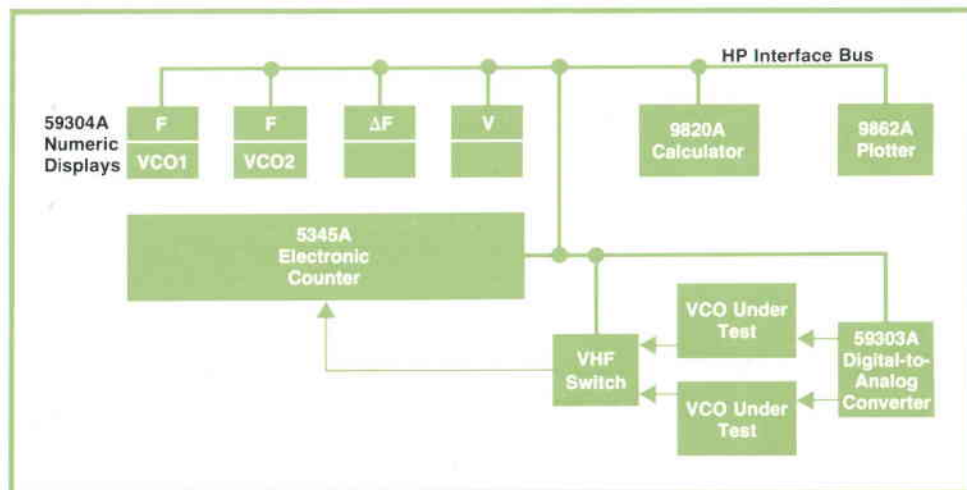 HP Interface Bus
59304A
Numeric
Displays
F
VCO1
F
VCO2
ΔF
V
9820A
Calculator
9862A
Plotter
5345A
Electronic
Counter
VHF
Switch
VCO Under
Test
VCO Under
Test
59303A
Digital-to-
Analog
Converter